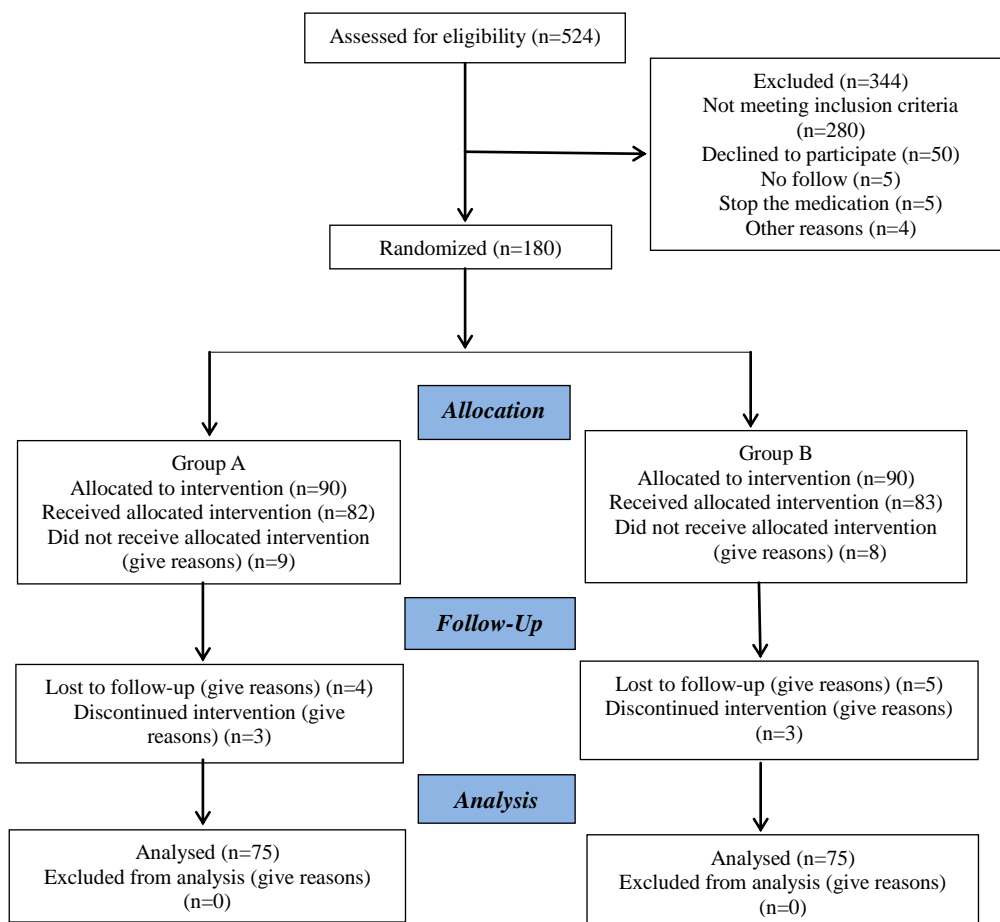 Assessed for eligibility (n=524)
Excluded (n=344)
Not meeting inclusion criteria
(n=280)
Declined to participate (n=50)
No follow (n=5)
Stop the medication (n=5)
Other reasons (n=4)
Randomized (n=180)
Allocation
Group A
Allocated to intervention (n=90)
Received allocated intervention (n=82)
Did not receive allocated intervention
(give reasons) (n=9)
Group B
Allocated to intervention (n=90)
Received allocated intervention (n=83)
Did not receive allocated intervention
(give reasons) (n=8)
Follow-Up
Lost to follow-up (give reasons) (n=4)
Discontinued intervention (give
reasons) (n=3)
Lost to follow-up (give reasons) (n=5)
Discontinued intervention (give reasons)
(n=3)
Analysis
Analysed (n=75)
Excluded from analysis (give reasons)
(n=0)
Analysed (n=75)
Excluded from analysis (give reasons)
(n=0)